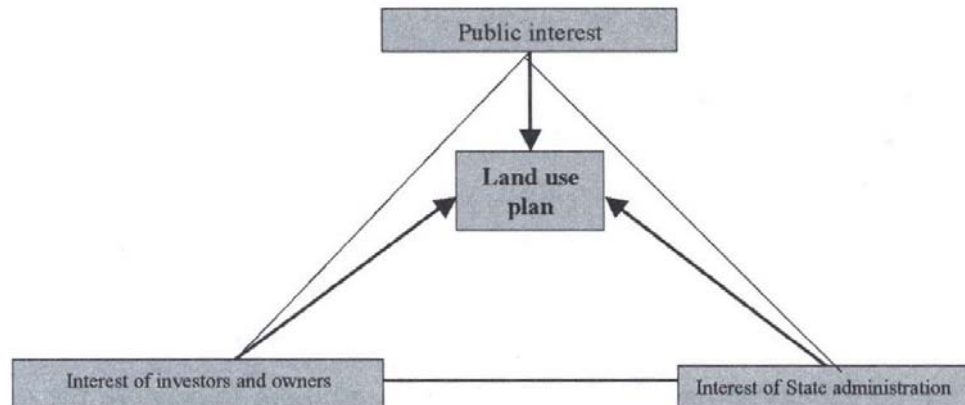 Public interest
Land use
plan
Interest of investors and owners
Interest of State administration